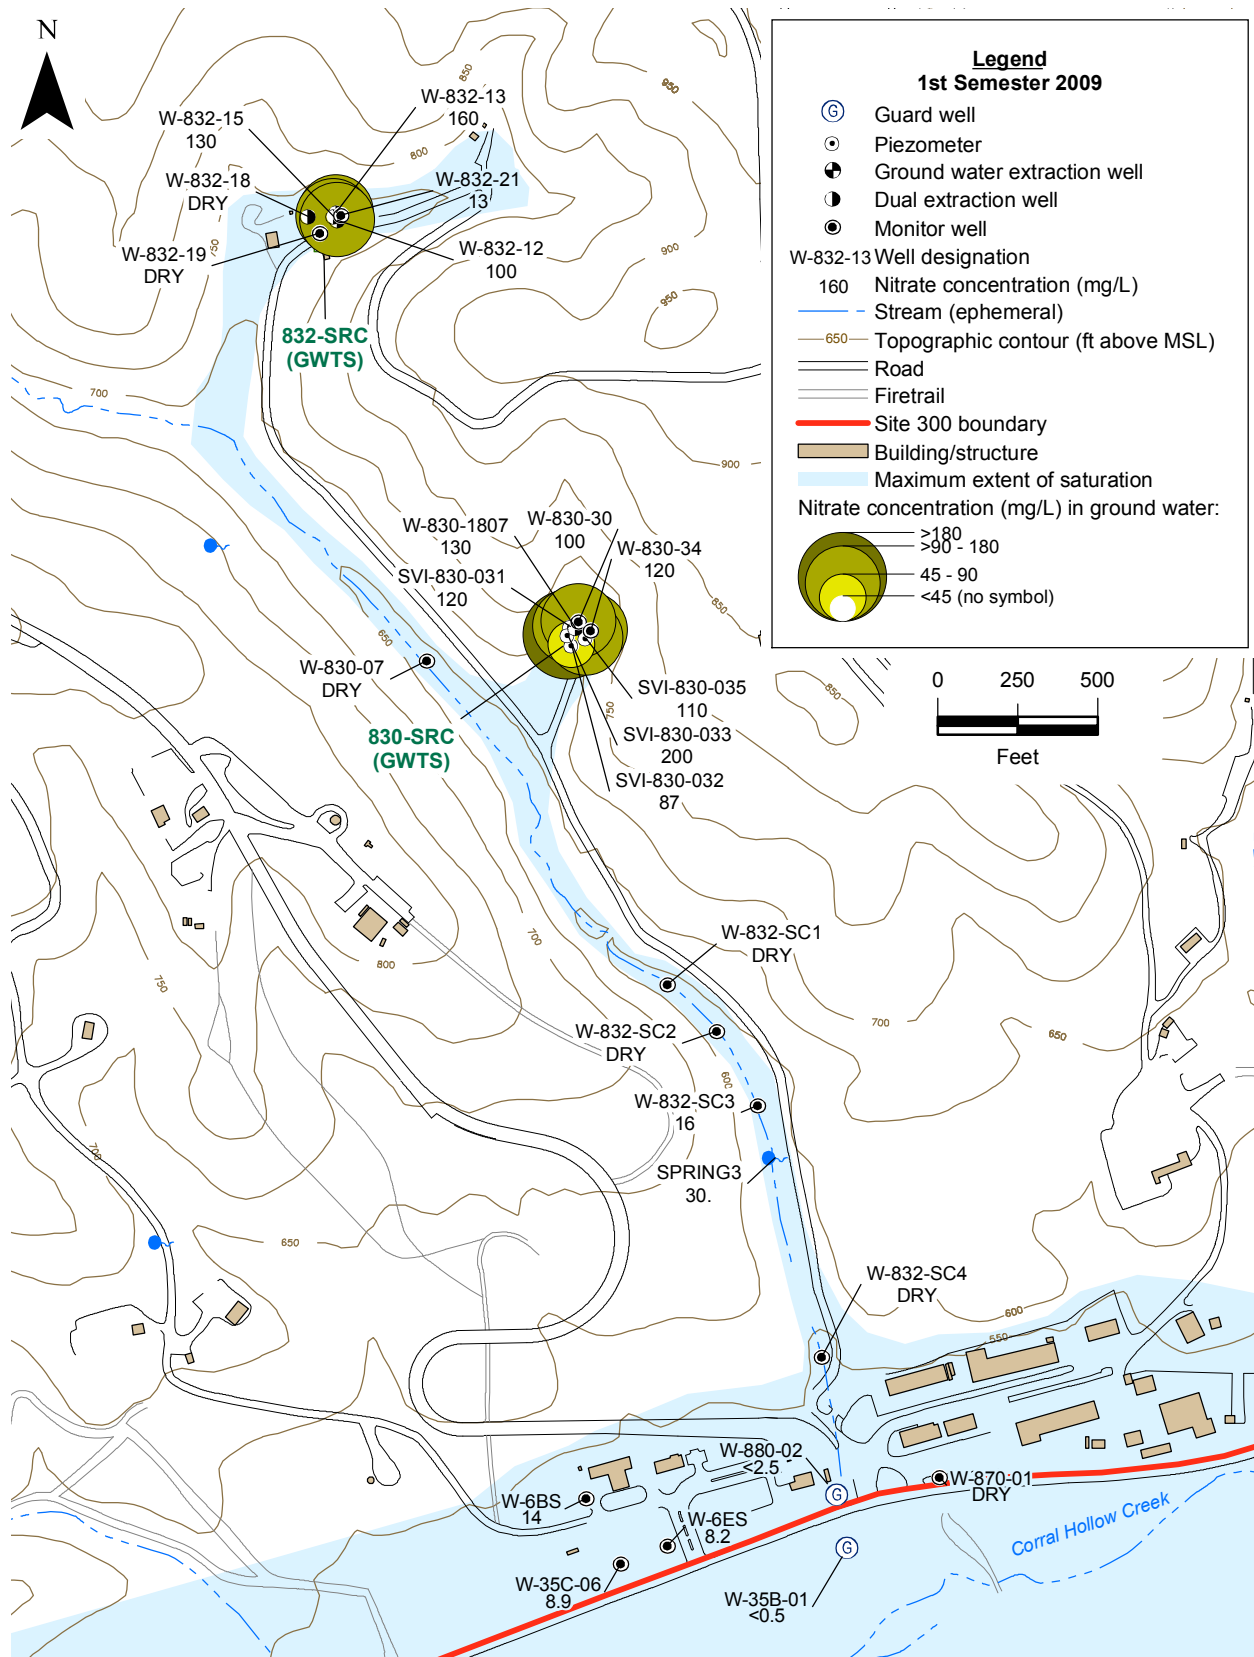 N
Legend
1st Semester 2009
G Guard well
Piezometer
Ground water extraction well
Dual extraction well
Monitor well
W-832-13 Well designation
160 Nitrate concentration (mg/L)
Stream (ephemeral)
650 Topographic contour (ft above MSL)
Road
Firetrail
Site 300 boundary
Building/structure
Maximum extent of saturation
Nitrate concentration (mg/L) in ground water:
>180
>90 - 180
45 - 90
<45 (no symbol)
0 250 500
Feet
850
950
W-832-13
160
W-832-15
130
800
W-832-18
DRY
W-832-21
13
W-832-19
DRY
750
W-832-12
100
900
950
832-SRC
(GWTS)
700
900
W-830-1807
130
W-830-30
100
W-830-34
120
SVI-830-031
120
850
650
W-830-07
DRY
SVI-830-035
110
750
850
830-SRC
(GWTS)
SVI-830-033
200
SVI-830-032
87
W-832-SC1
DRY
700
800
750
700
650
W-832-SC2
DRY
600
W-832-SC3
16
700
SPRING3
30.
650
W-832-SC4
DRY
600
550
W-880-02
<2.5
G
W-870-01
DRY
W-6BS
14
W-6ES
8.2
Corral Hollow Creek
G
W-35C-06
8.9
W-35B-01
<0.5